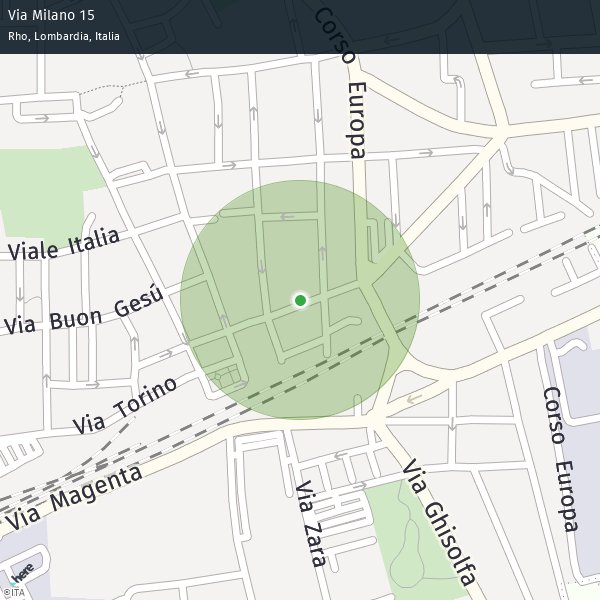 Via Milano 15
Rho, Lombardia, Italia
Corso Europa
Viale Italia
Via Buon Gesú
Via Torino
Via Magenta
Via Zara
Via Ghisolfa
Corso Europa
here
©ITA